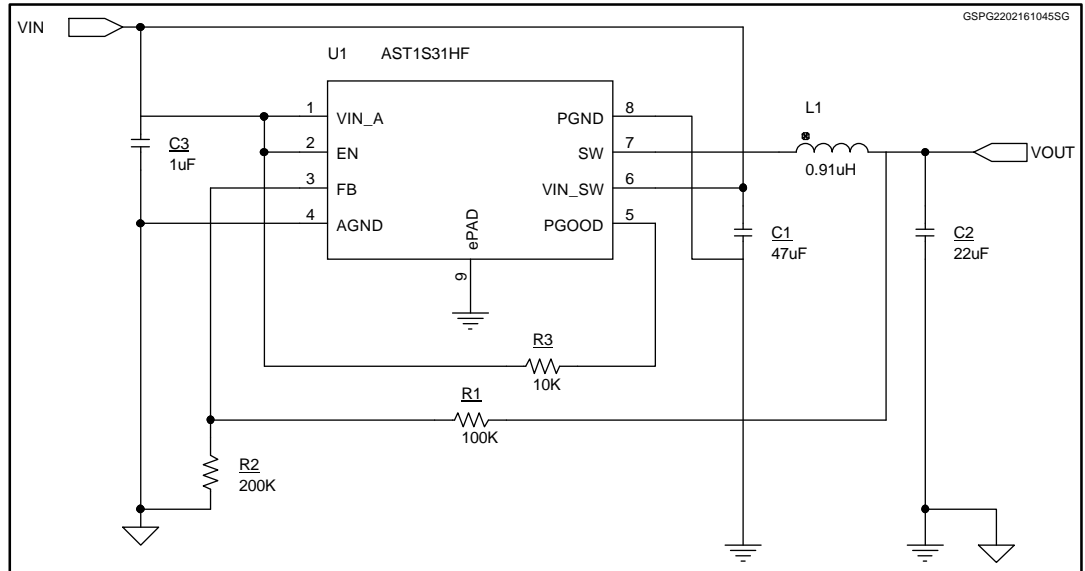 GSPG2202161045SG
VIN
U1 AST1S31HF
L1
1 VIN_A
PGND 8
2 EN
SW 7
0.91uH
VOUT
3 FB
VIN_SW 6
4 AGND
PGOOD 5
ePAD
9
C3
1uF
C1
47uF
C2
22uF
R3
10K
R1
100K
R2
200K